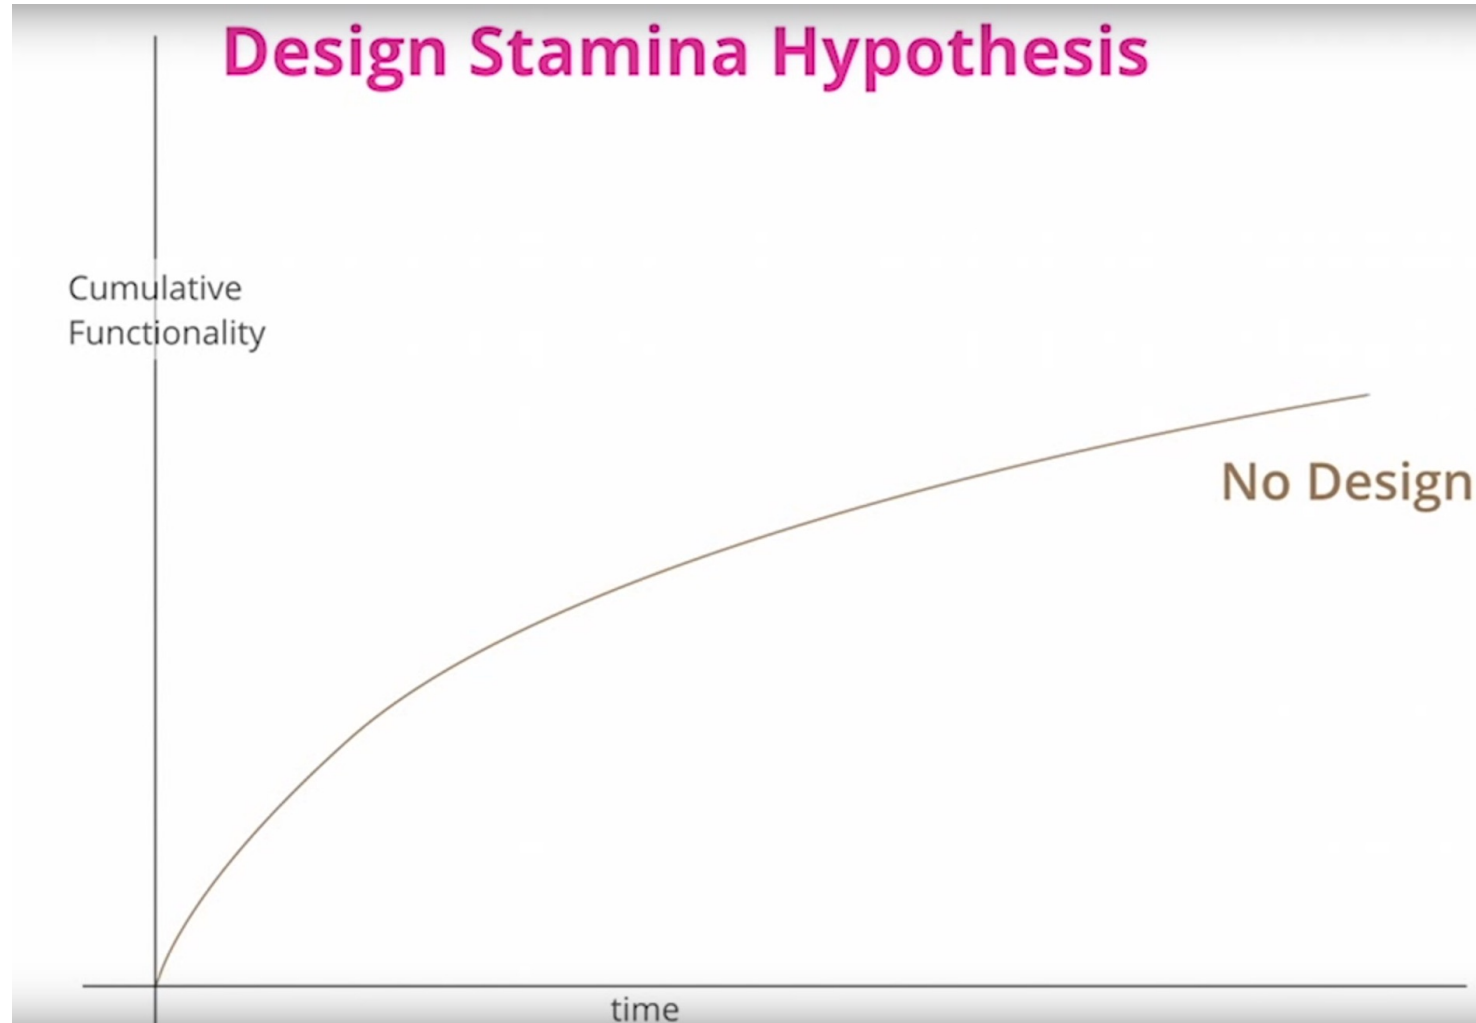 Design Stamina Hypothesis
Cumulative
Functionality
No Design
time